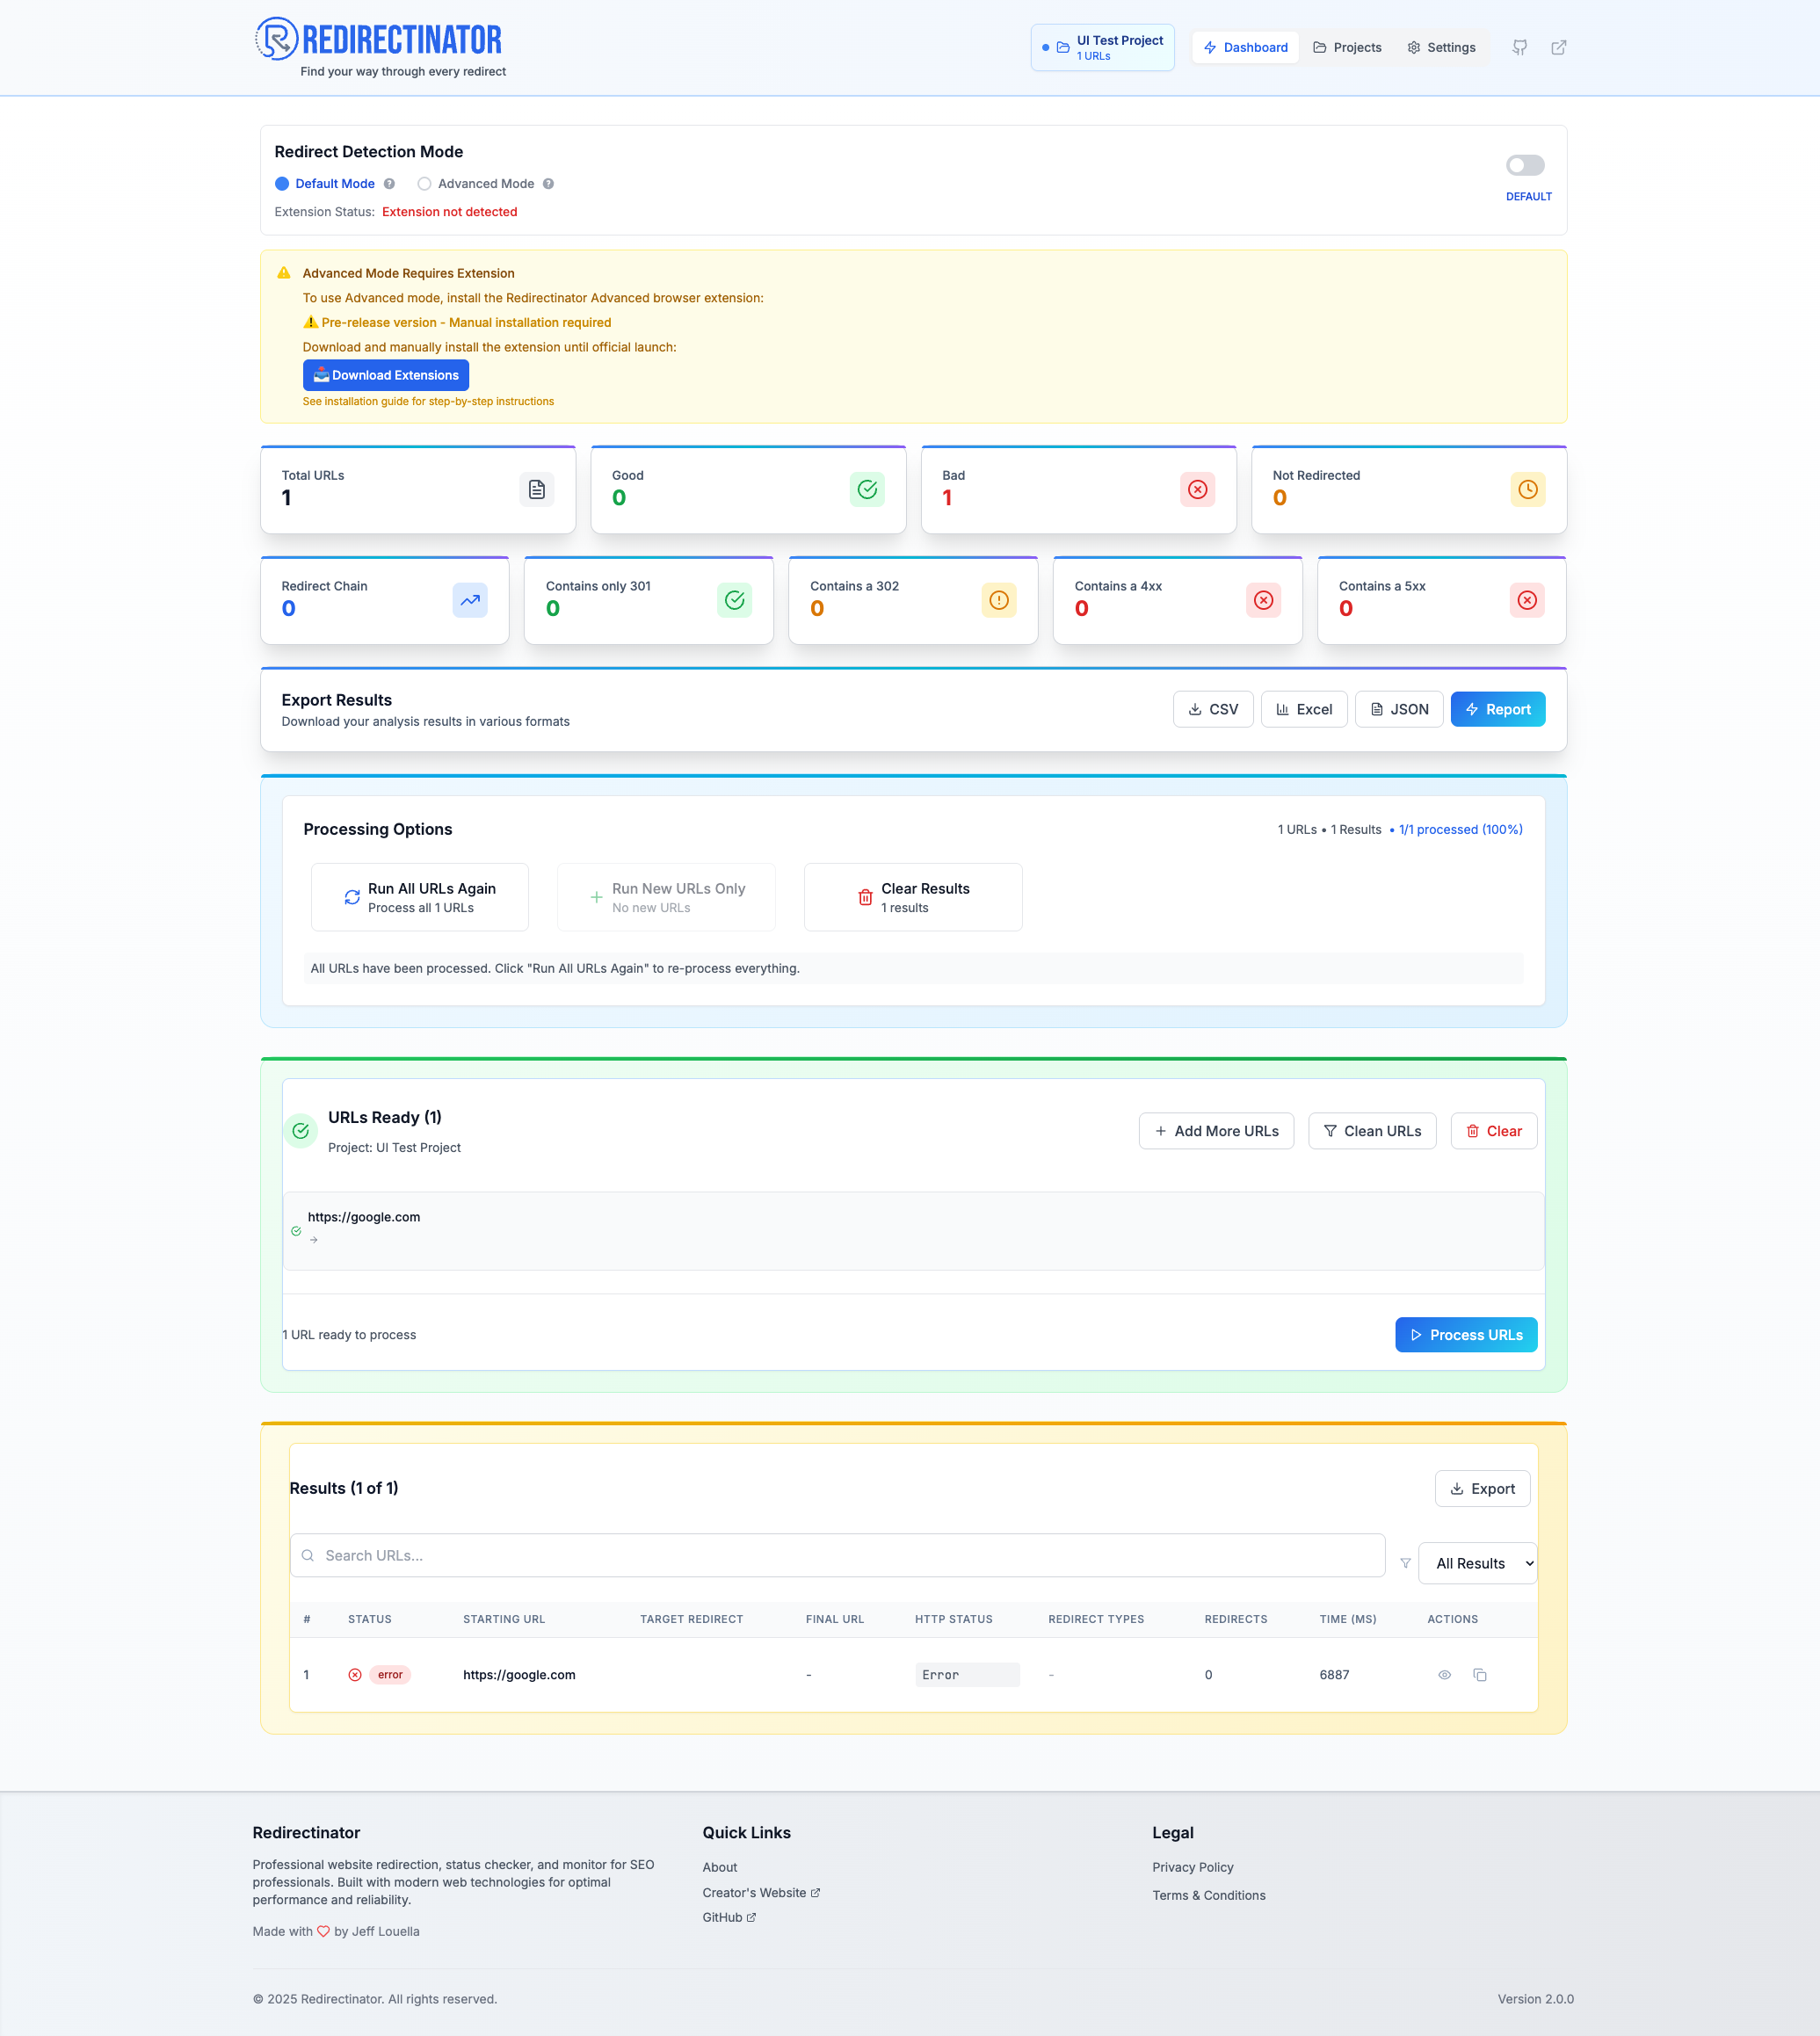 REDIRECTINATOR
Find your way through every redirect
UI Test Project
1 URLs
Dashboard
Projects
Settings
Redirect Detection Mode
Default Mode ?
Advanced Mode ?
Extension Status: Extension not detected
DEFAULT
Advanced Mode Requires Extension
To use Advanced mode, install the Redirectinator Advanced browser extension:
⚠️ Pre-release version - Manual installation required
Download and manually install the extension until official launch:
📥 Download Extensions
See installation guide for step-by-step instructions
Total URLs
1
Good
0
Bad
1
Not Redirected
0
Redirect Chain
0
Contains only 301
0
Contains a 302
0
Contains a 4xx
0
Contains a 5xx
0
Export Results
Download your analysis results in various formats
CSV
Excel
JSON
Report
Processing Options
1 URLs • 1 Results • 1/1 processed (100%)
Run All URLs Again
Process all 1 URLs
Run New URLs Only
No new URLs
Clear Results
1 results
All URLs have been processed. Click "Run All URLs Again" to re-process everything.
URLs Ready (1)
Project: UI Test Project
Add More URLs
Clean URLs
Clear
https://google.com
→
1 URL ready to process
Process URLs
Results (1 of 1)
Export
Search URLs...
All Results
# STATUS STARTING URL TARGET REDIRECT FINAL URL HTTP STATUS REDIRECT TYPES REDIRECTS TIME (MS) ACTIONS
1 error https://google.com - Error - 0 6887
Redirectinator
Professional website redirection, status checker, and monitor for SEO
professionals. Built with modern web technologies for optimal
performance and reliability.
Made with ♡ by Jeff Louella
Quick Links
About
Creator's Website
GitHub
Legal
Privacy Policy
Terms & Conditions
© 2025 Redirectinator. All rights reserved.
Version 2.0.0